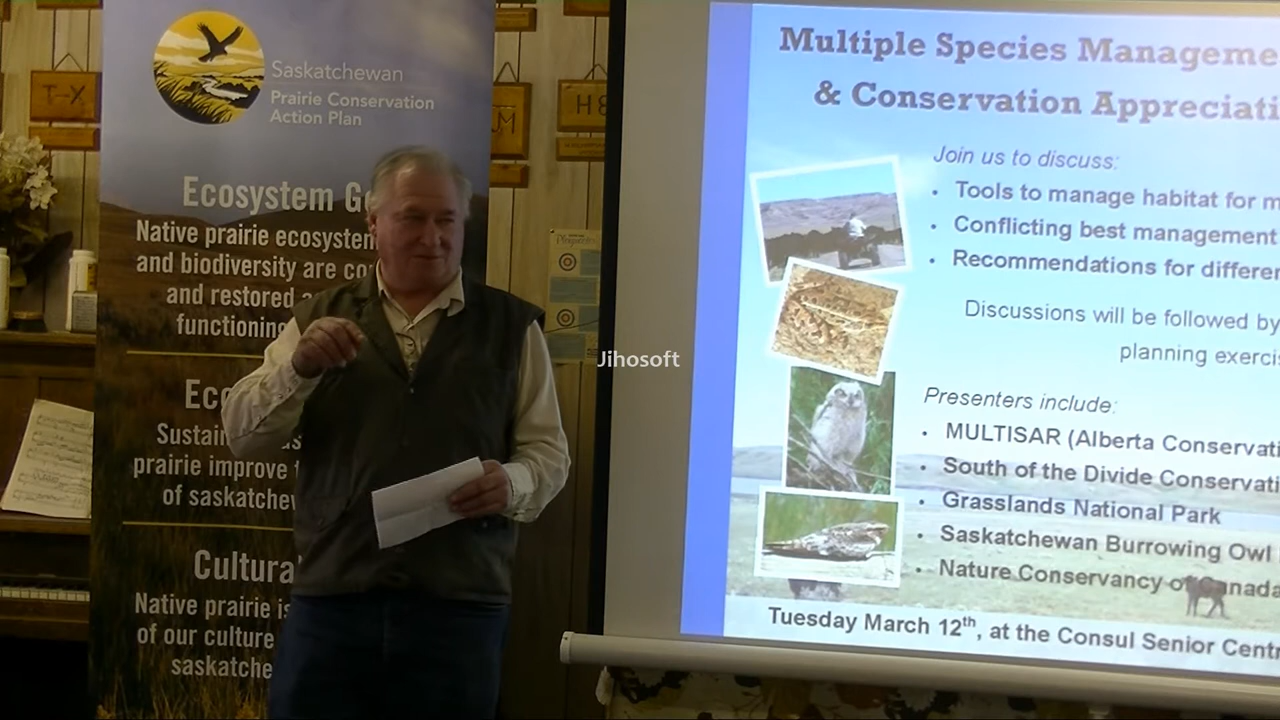 Saskatchewan
Prairie Conservation
Action Plan
Ecosystem G
Native prairie ecosystem
and biodiversity are co
and restored
functioning
Ec
Sustain
prairie improve
of saskatchew
Cultural
Native prairie is
of our culture
saskatche
T-X
M
H8
Jihosoft
Multiple Species Manageme
& Conservation Appreciati
Join us to discuss:
• Tools to manage habitat for m
• Conflicting best management
• Recommendations for differen
Discussions will be followed by
planning exerci
Presenters include:
• MULTISAR (Alberta Conservati
• South of the Divide Conservati
• Grasslands National Park
• Saskatchewan Burrowing Owl
• Nature Conservancy of Canada
Tuesday March 12th, at the Consul Senior Centr